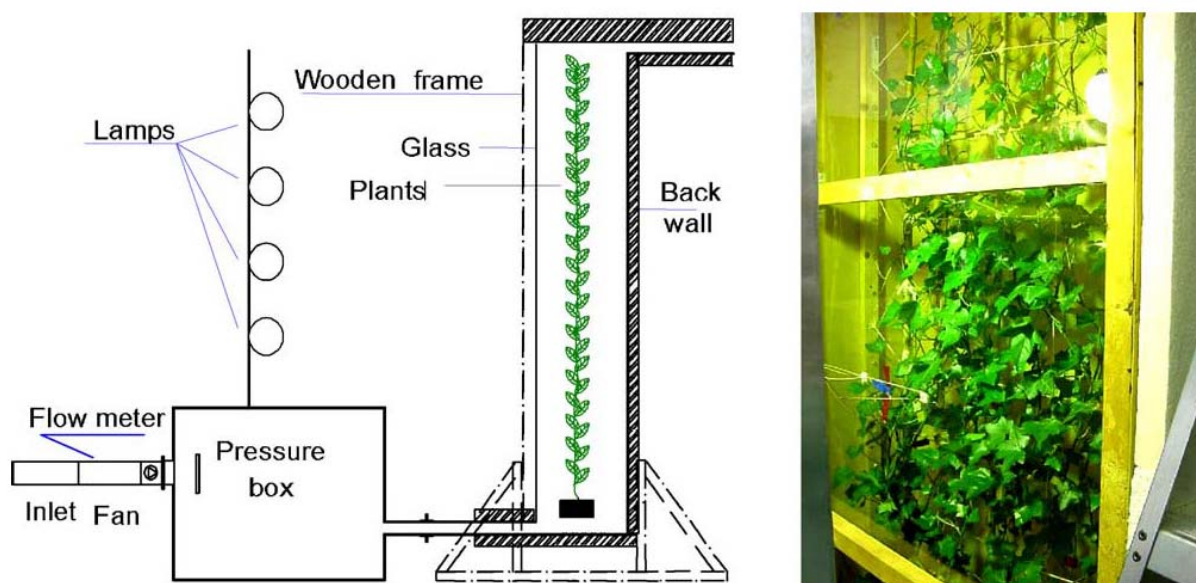 Wooden frame
Lamps
Glass
Plants
Back
wall
Flow meter
Pressure
box
Inlet
Fan